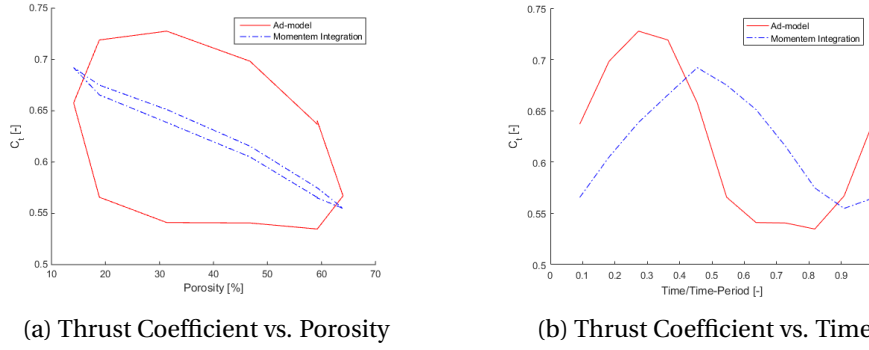 0.75
0.7
0.65
0.6
0.55
0.5
C_t [-]
10 20 30 40 50 60 70
Porosity [%]
Ad-model
Momentem Integration
(a) Thrust Coefficient vs. Porosity
0.75
0.7
0.65
0.6
0.55
0.5
C_t [-]
0 0.1 0.2 0.3 0.4 0.5 0.6 0.7 0.8 0.9
Time/Time-Period [-]
Ad-model
Momentem Integration
(b) Thrust Coefficient vs. Time